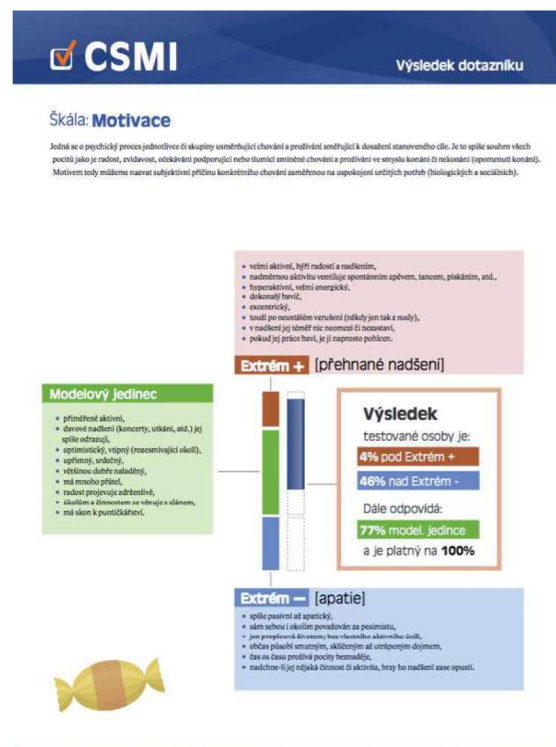 CSMI
Výsledek dotazníku
Škála: Motivace
Jedná se o psychický proces jednotlivce či skupiny usměrňující chování a prožívání směřující k dosažení stanoveného cíle. Je to spíše souhrn všech
pocitů jako je radost, zvídavost, očekávání podporující nebo tlumící zmíněné chování a prožívání ve smyslu konání či nekonání (opomenutí konání).
Motivem tedy můžeme nazvat subjektivní příčinu konkrétního chování zaměřenou na uspokojení určitých potřeb (biologických a sociálních).
• velmi aktivní, hýří radostí a nadšením,
• nadměrnou aktivitu ventiluje spontánním zpěvem, tancem, pískáním, atd.,
• hyperaktivní, velmi energický,
• dokonalý bavič,
• excentrický,
• touží po neustálém vzrušení (někdy jen tak z nudy),
• v nadšení jej téměř nic neomezí či nezastaví,
• pokud jej práce baví, je jí naprosto pohlcen.
Extrém + [přehnané nadšení]
Modelový jedinec
• přiměřeně aktivní,
• davové nadšení (koncerty, utkání, atd.) jej
spíše odrazují,
• optimistický, vtipný (rozesmívající okolí),
• upřímný, srdečný,
• většinou dobře naladěný,
• má mnoho přátel,
• radost projevuje zdrženlivě,
• úkolům a činnostem se věnuje s elánem,
• má sklon k puntičkářství.
Výsledek
testované osoby je:
4% pod Extrém +
46% nad Extrém -
Dále odpovídá:
77% model. jedince
a je platný na 100%
Extrém — [apatie]
• spíše pasivní až apatický,
• sám sebou i okolím považován za pesimistu,
• jen proplouvá životem; bez vlastního aktivního úsilí,
• občas působí smutným, skličeným až utrápeným dojmem,
• čas os času prožívá pocity beznaděje,
• nadchne-li jej nějaká činnost či aktivita, brzy ho nadšení zase opustí.